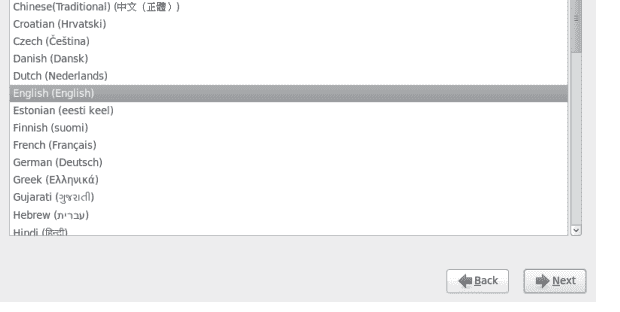 Chinese(Traditional) (中文（正體）)
Croatian (Hrvatski)
Czech (Čeština)
Danish (Dansk)
Dutch (Nederlands)
English (English)
Estonian (eesti keel)
Finnish (suomi)
French (Français)
German (Deutsch)
Greek (Ελληνικά)
Gujarati (ગુજરાતી)
Hebrew (עברית)
Hindi (हिन्दी)
Back
Next